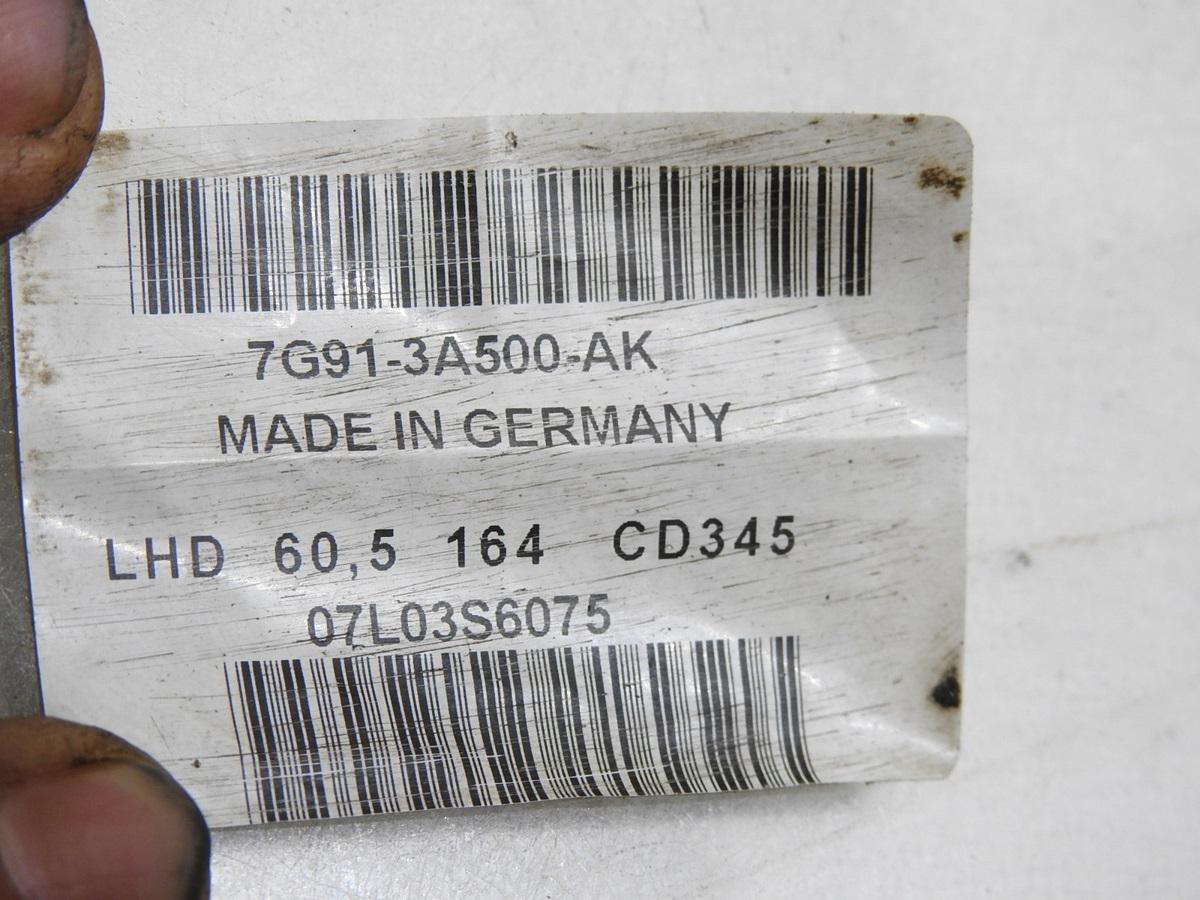 7G91-3A500-AK
MADE IN GERMANY
LHD 60,5 164 CD345
07L03S6075